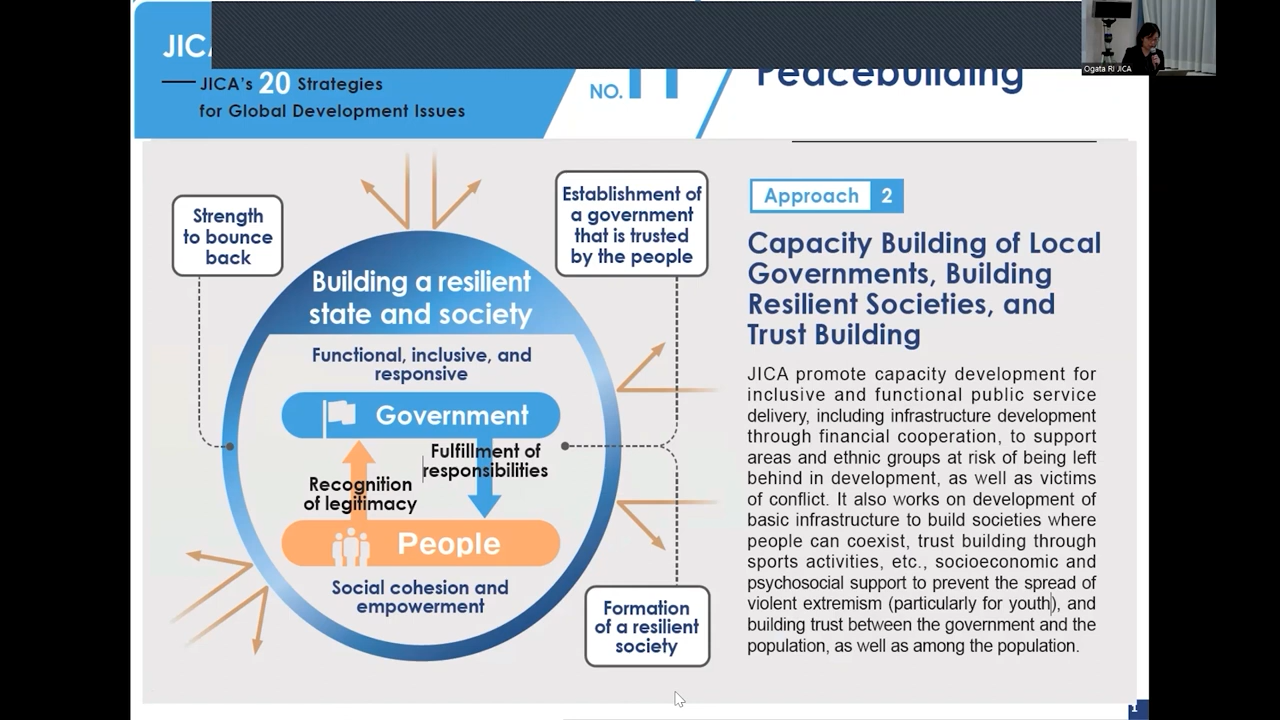 JICA's 20 Strategies
for Global Development Issues
NO. 11
Peacebuilding
Ogata RI JICA
Strength
to bounce
back
Establishment of
a government
that is trusted
by the people
Building a resilient
state and society
Functional, inclusive, and
responsive
Government
Fulfillment of
responsibilities
Recognition
of legitimacy
People
Social cohesion and
empowerment
Formation
of a resilient
society
Approach 2
Capacity Building of Local
Governments, Building
Resilient Societies, and
Trust Building
JICA promote capacity development for
inclusive and functional public service
delivery, including infrastructure development
through financial cooperation, to support
areas and ethnic groups at risk of being left
behind in development, as well as victims
of conflict. It also works on development of
basic infrastructure to build societies where
people can coexist, trust building through
sports activities, etc., socioeconomic and
psychosocial support to prevent the spread of
violent extremism (particularly for youth), and
building trust between the government and the
population, as well as among the population.